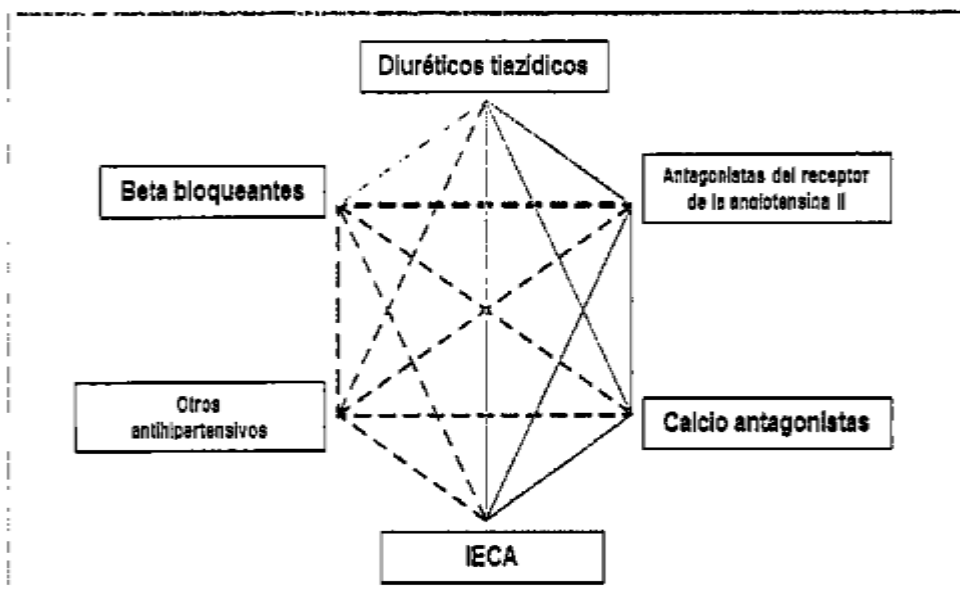 Diuréticos tiazídicos
Beta bloqueantes
Antagonistas del receptor
de la angiotensina II
Otros
antihipertensivos
Calcio antagonistas
IECA